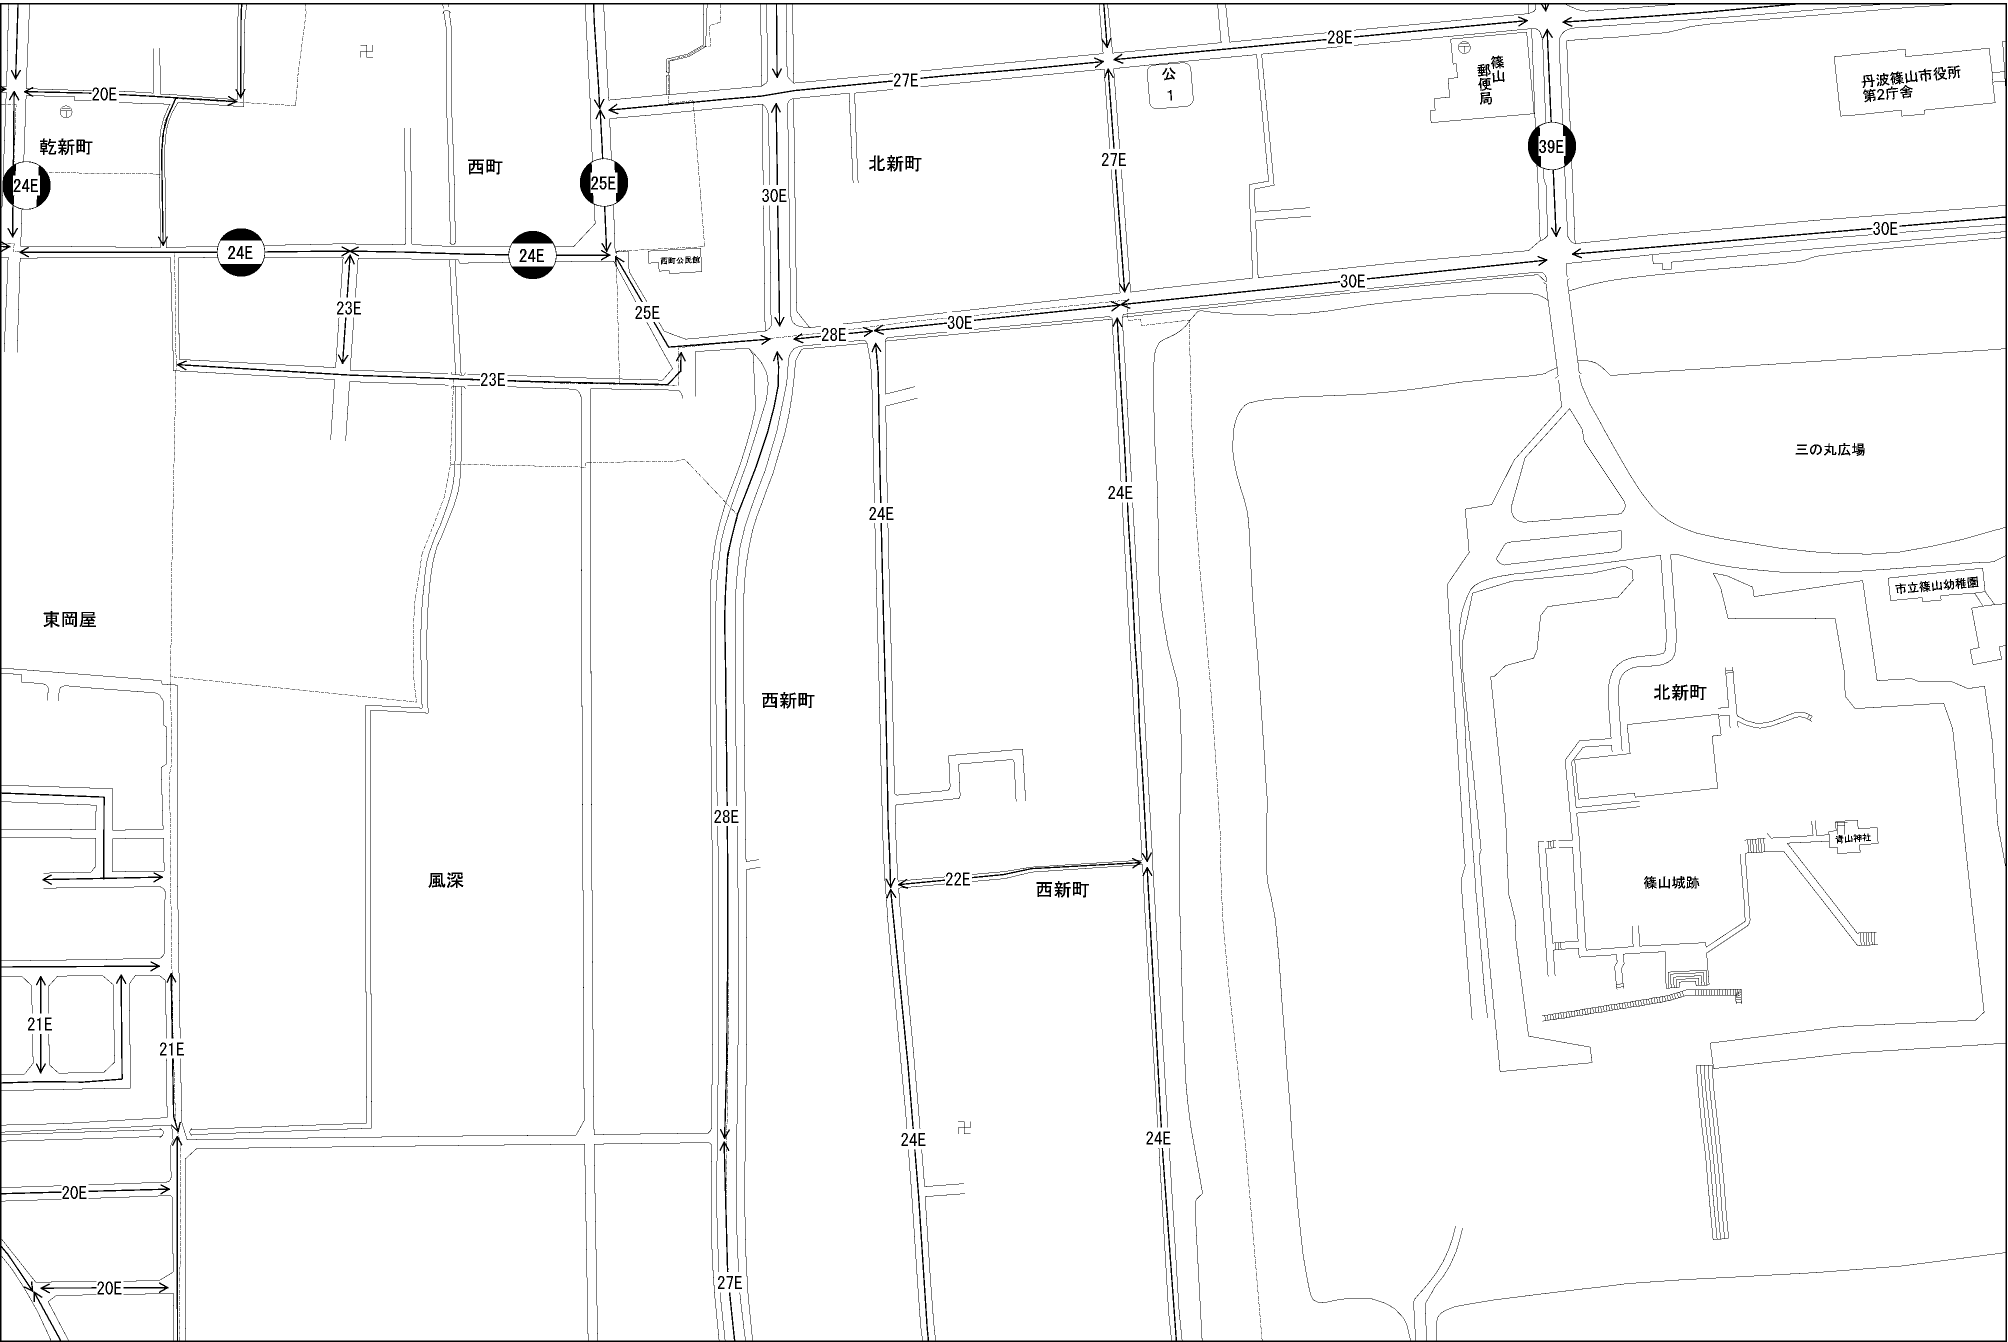 28E
20E
27E
公
1
篠山
郵便局
丹波篠山市役所
第2庁舎
乾新町
西町
北新町
27E
39E
24E
25E
30E
24E
24E
西町公民館
30E
23E
25E
28E
30E
30E
23E
三の丸広場
24E
24E
市立篠山幼稚園
東岡屋
西新町
北新町
28E
青山神社
風深
22E
西新町
篠山城跡
21E
21E
24E
24E
20E
20E
27E